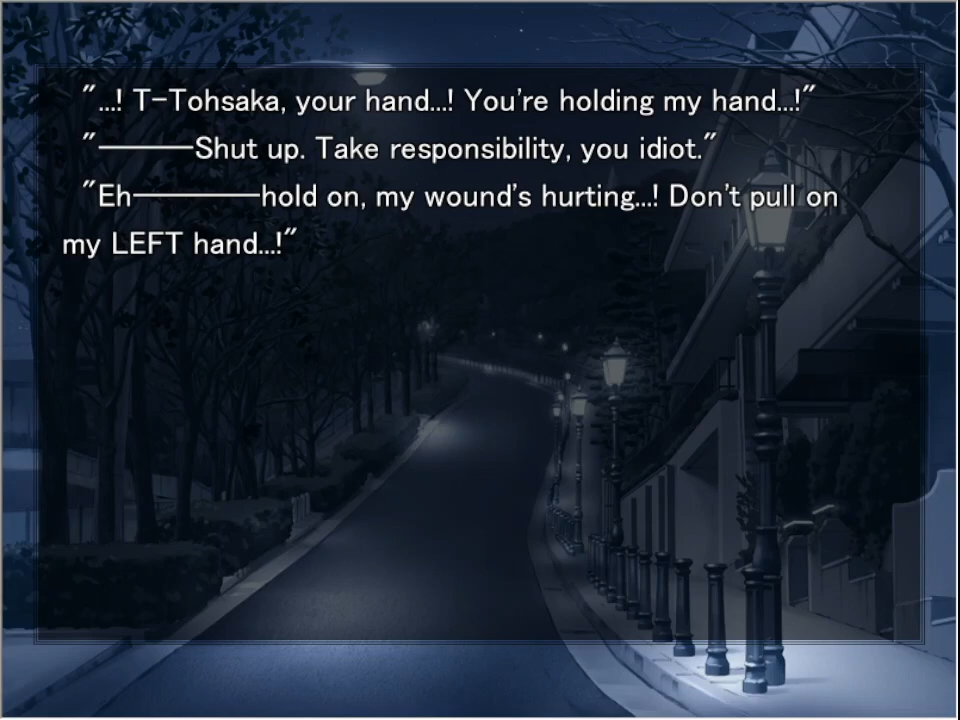 "...! T-Tohsaka, your hand...! You're holding my hand...!"
"―――Shut up. Take responsibility, you idiot."
"Eh――――hold on, my wound's hurting...! Don't pull on
my LEFT hand...!"